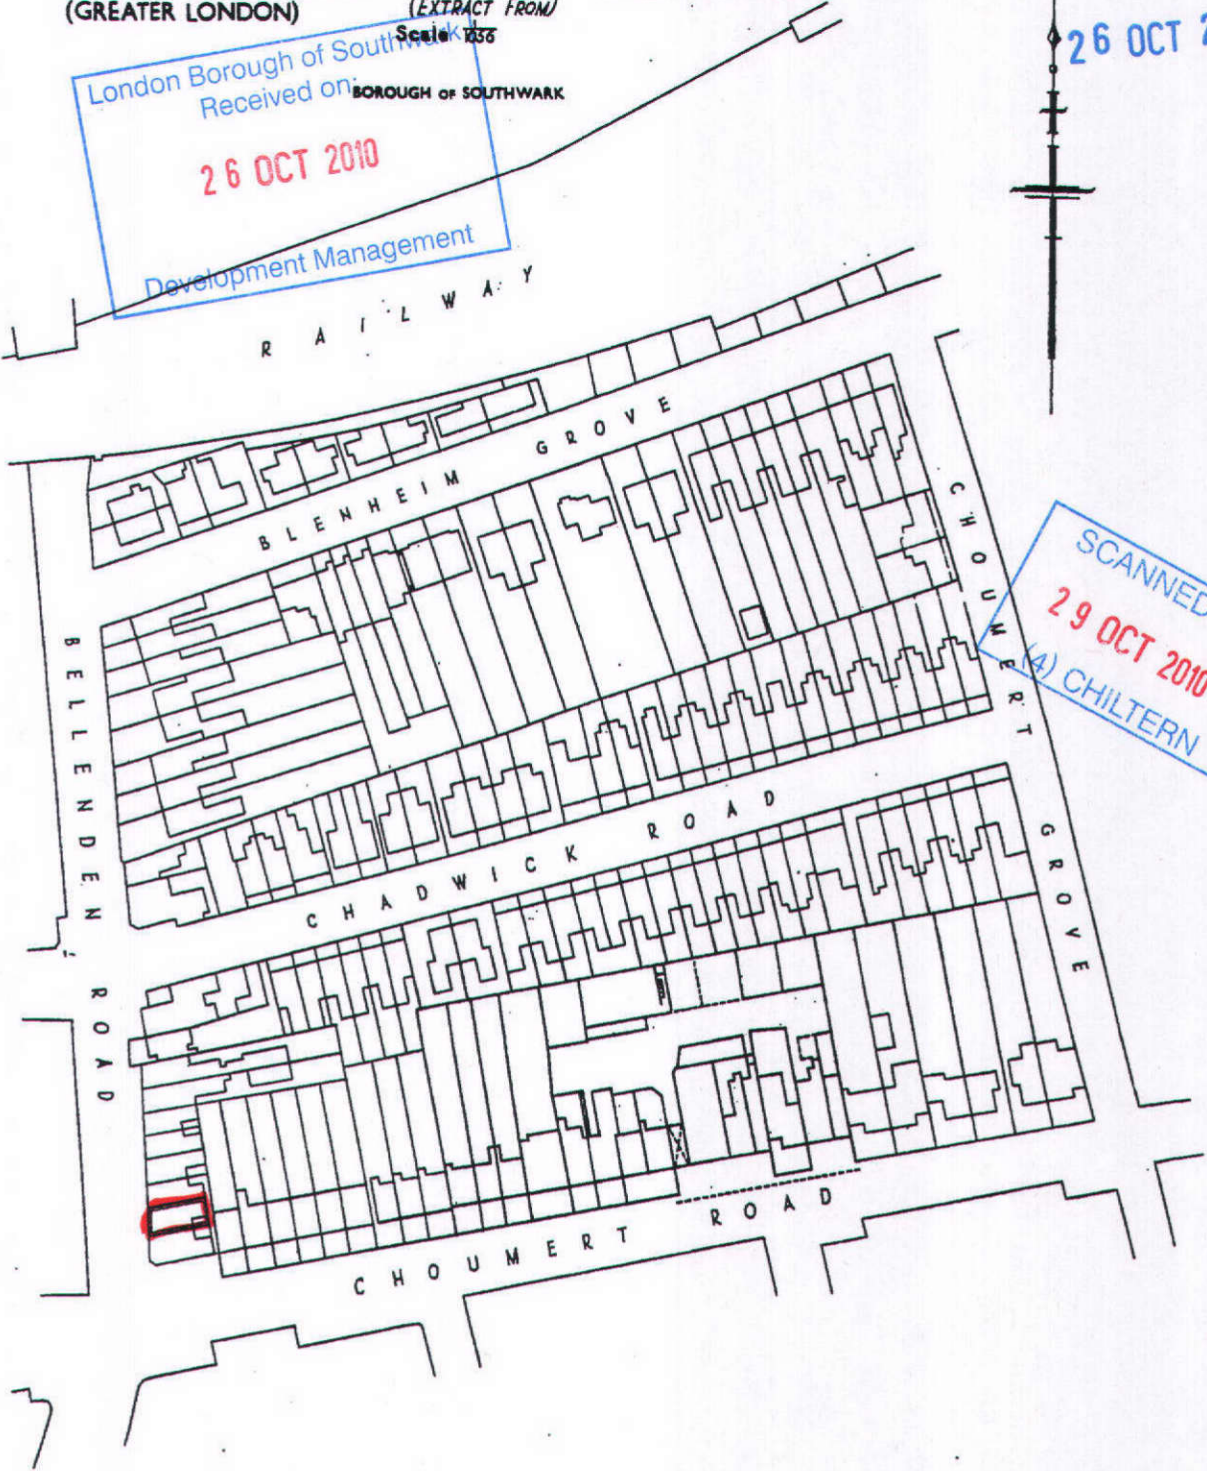 (GREATER LONDON)
(EXTRACT FROM)
Scale
BOROUGH OF SOUTHWARK
London Borough of Southwark
Received on:
26 OCT 2010
Development Management
26 OCT 2
RAILWAY
BLENHEIM GROVE
CHOUMERT GROVE
SCANNED
29 OCT 2010
(4) CHILTERN
BELLENDEN ROAD
CHADWICK ROAD
CHOUMERT ROAD